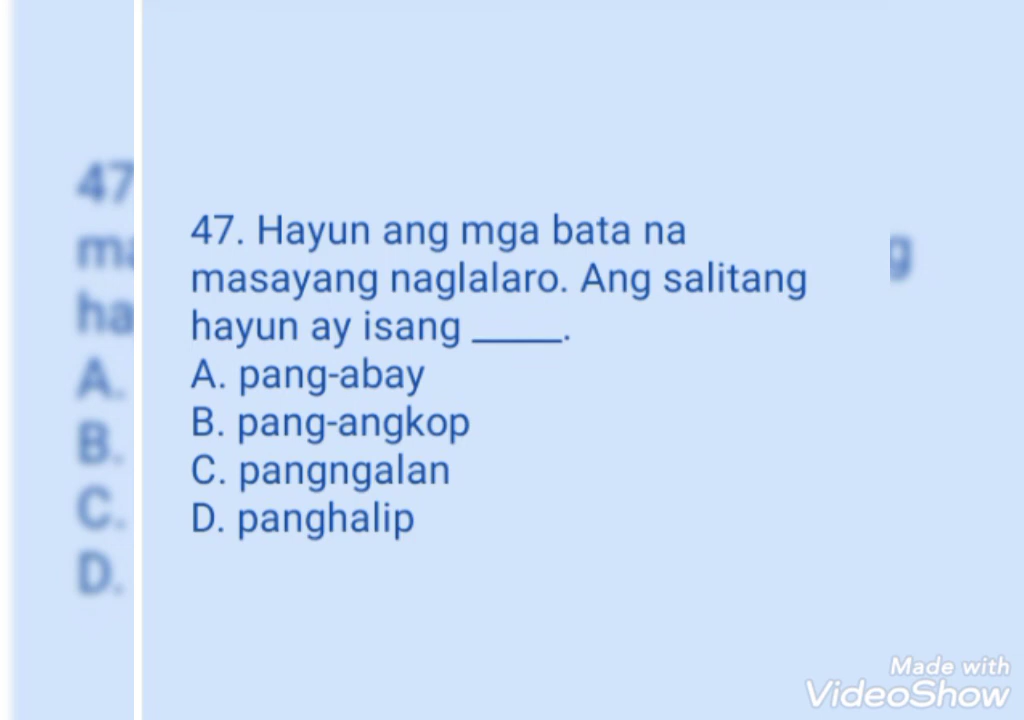 47. Hayun ang mga bata na
masayang naglalaro. Ang salitang
hayun ay isang _____.
A. pang-abay
B. pang-angkop
C. pangngalan
D. panghalip
Made with
VideoShow